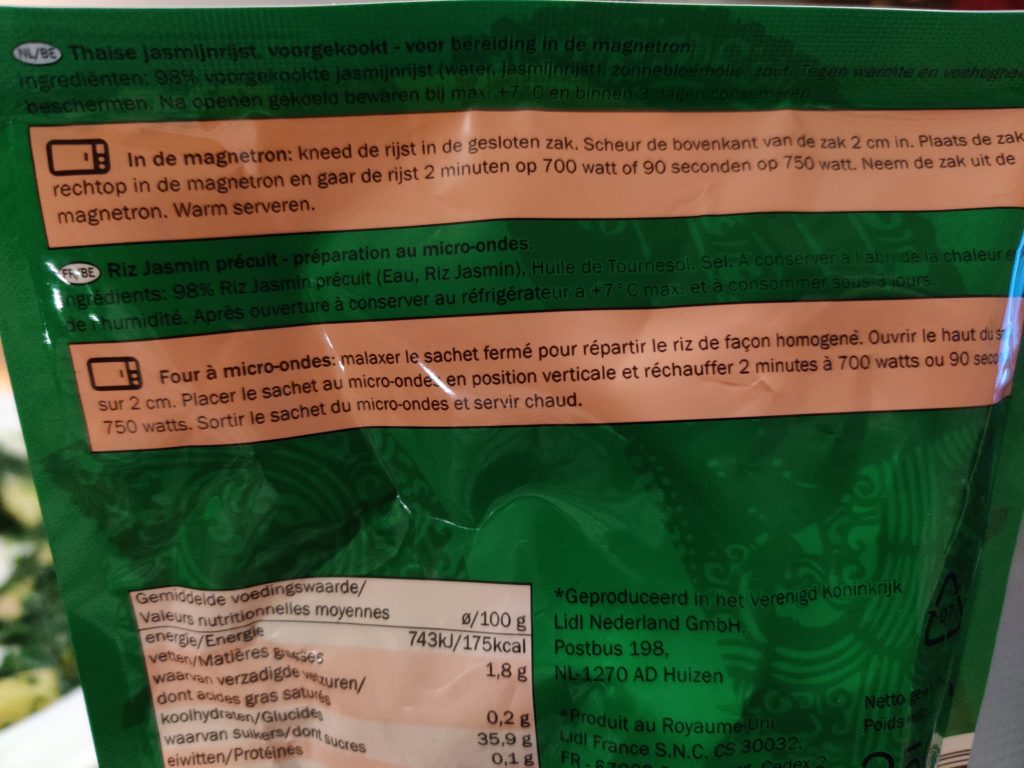 NL/BE Thaise jasmijnrijst, voorgekookt - voor bereiding in de magnetron.
Ingrediënten: 98% voorgekookte jasmijnrijst (water, jasmijnrijst), zonnebloemolie, zout. Tegen warmte en vochtighei
beschermen. Na openen gekoeld bewaren bij max. +7°C en binnen 3 dagen consumeren.
In de magnetron: kneed de rijst in de gesloten zak. Scheur de bovenkant van de zak 2 cm in. Plaats de zak
rechtop in de magnetron en gaar de rijst 2 minuten op 700 watt of 90 seconden op 750 watt. Neem de zak uit de
magnetron. Warm serveren.
FR/BE Riz Jasmin précuit - préparation au micro-ondes.
Ingrédients: 98% Riz Jasmin précuit (Eau, Riz Jasmin), Huile de Tournesol, Sel. A conserver à l'abri de la chaleur e
de l'humidité. Après ouverture à conserver au réfrigérateur à +7°C max. et à consommer sous 3 jours.
Four à micro-ondes: malaxer le sachet fermé pour répartir le riz de façon homogène. Ouvrir le haut du sa
sur 2 cm. Placer le sachet au micro-ondes en position verticale et réchauffer 2 minutes à 700 watts ou 90 seco
750 watts. Sortir le sachet du micro-ondes et servir chaud.
Gemiddelde voedingswaarde/
Valeurs nutritionnelles moyennes ø/100 g
energie/Energie 743kJ/175kcal
vetten/Matières grasses 1,8 g
waarvan verzadigde vetzuren/
dont acides gras saturés 0,2 g
koolhydraten/Glucides 35,9 g
waarvan suikers/dont sucres 0,1 g
eiwitten/Protéines
*Geproduceerd in het Verenigd Koninkrijk
Lidl Nederland GmbH,
Postbus 198,
NL-1270 AD Huizen
*Produit au Royaume-Uni
Lidl France S.N.C. CS 30032,
FR - Cedex 2
Netto
Poids net